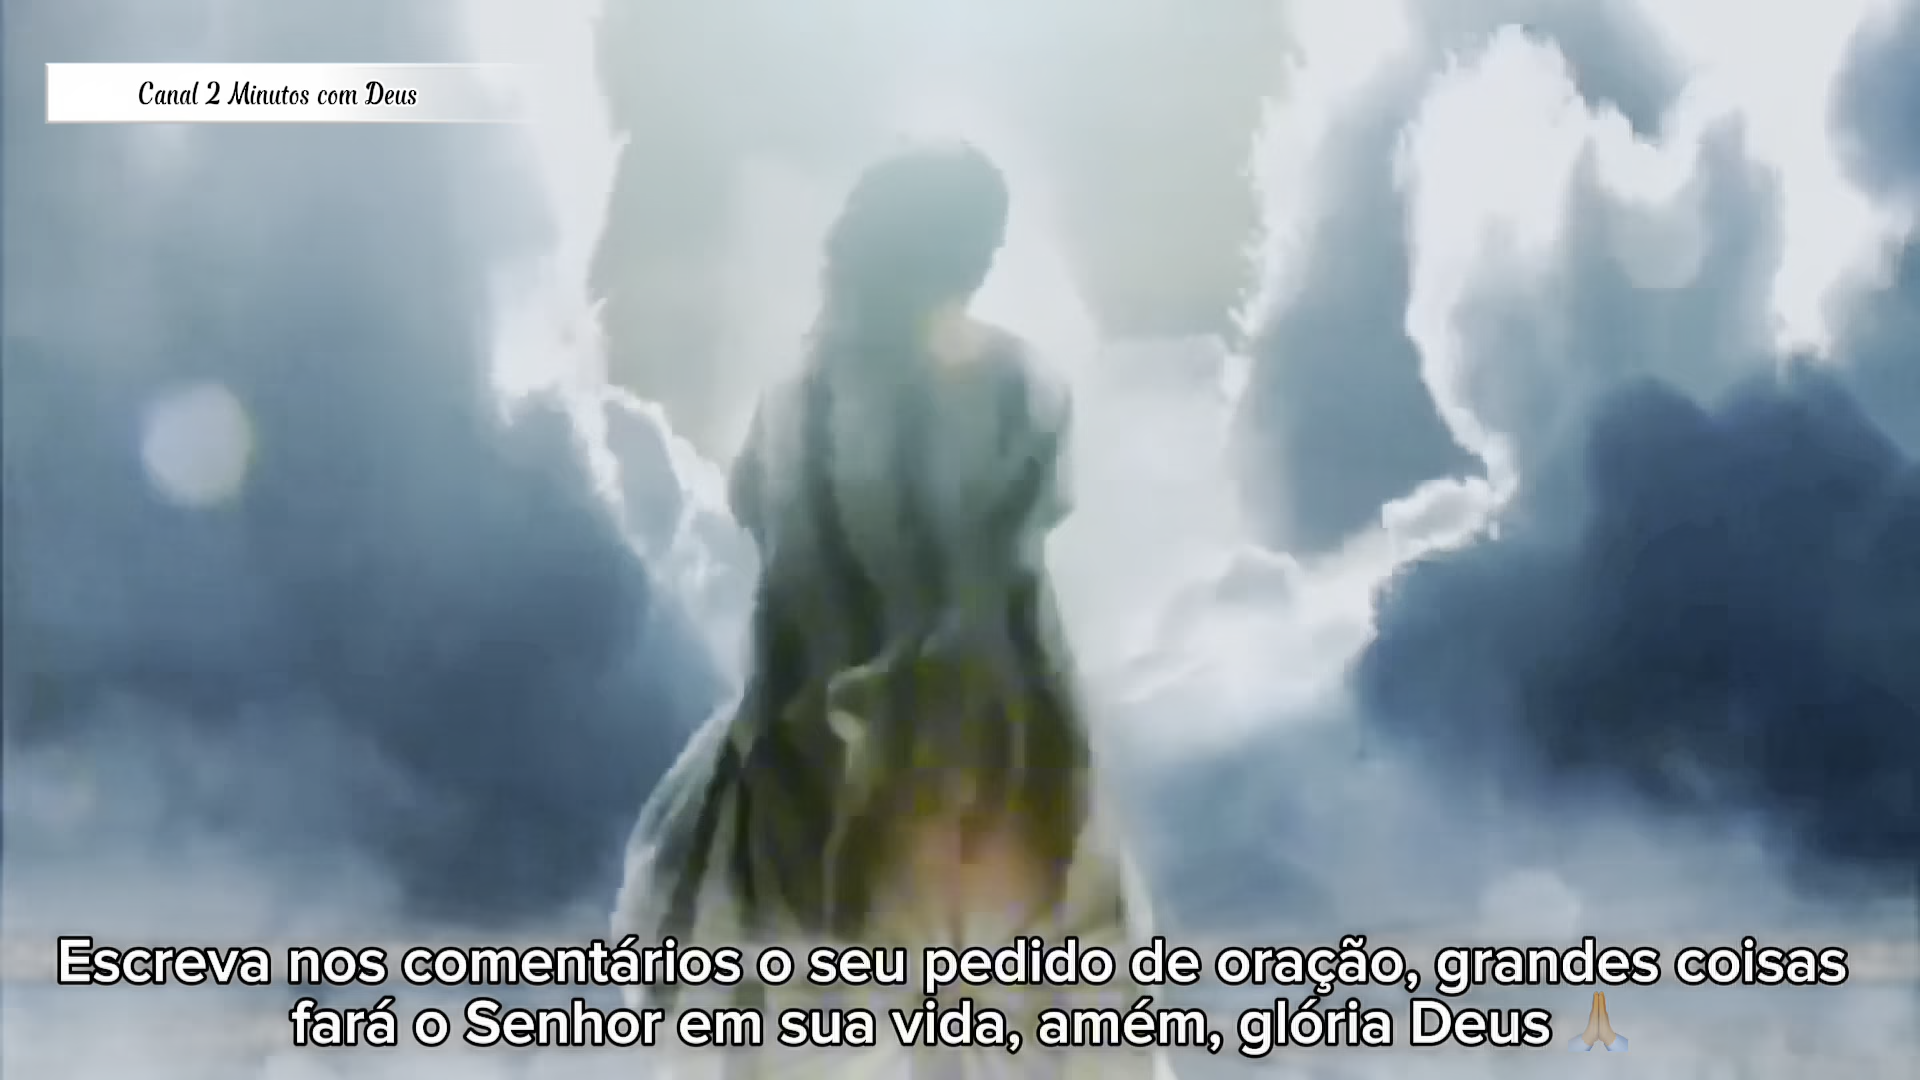 Canal 2 Minutos com Deus
Escreva nos comentários o seu pedido de oração, grandes coisas
fará o Senhor em sua vida, amém, glória Deus 🙏🏽